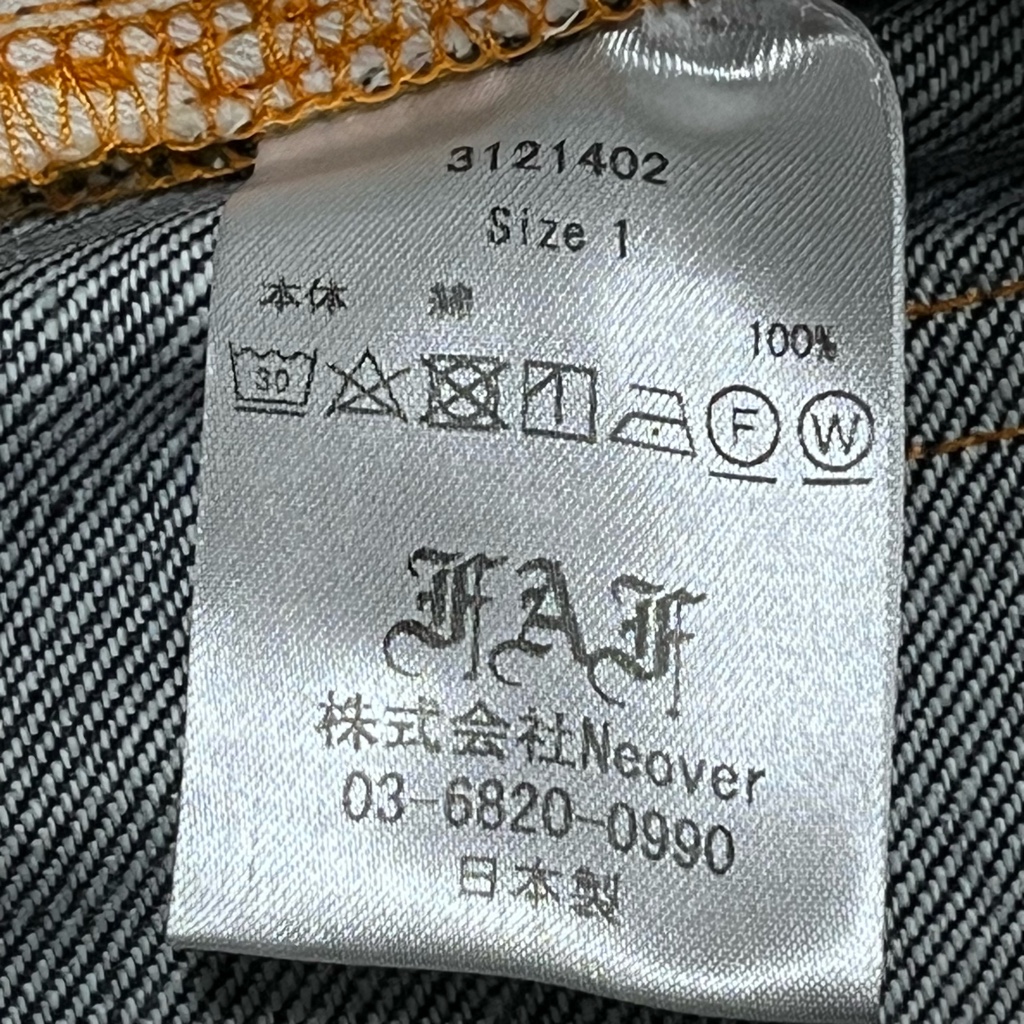 3121402
Size 1
本体 綿 100%
30
F W
FAF
株式会社Neover
03-6820-0990
日本製